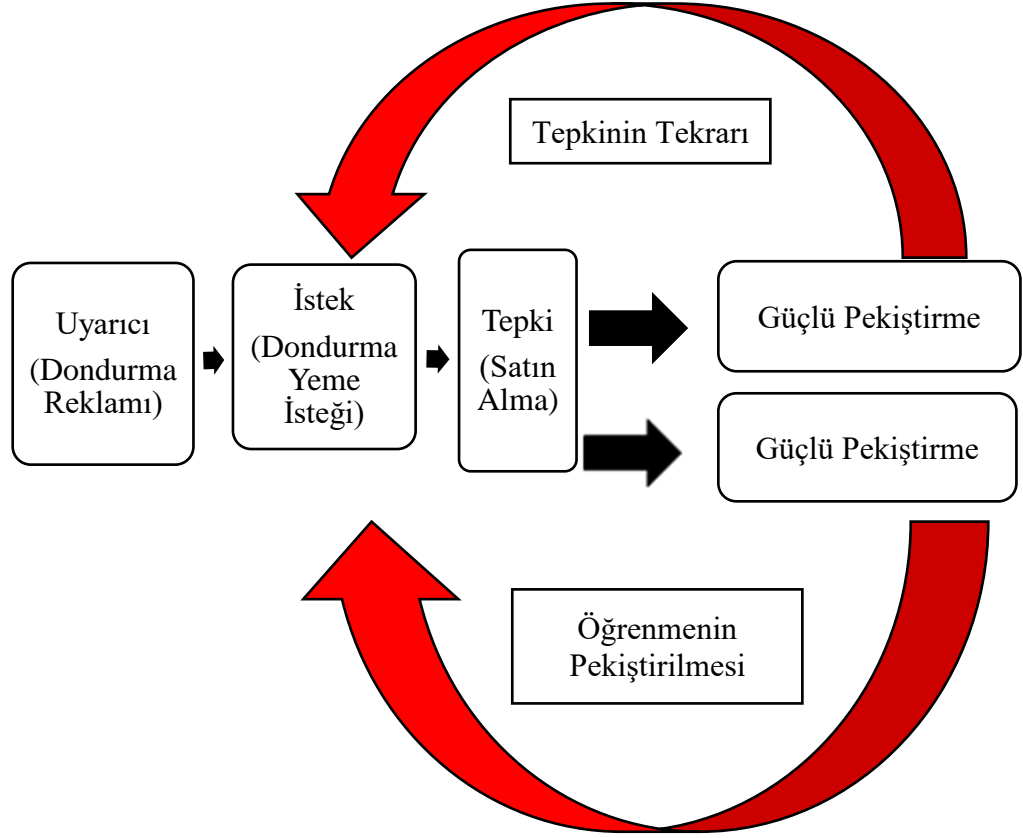 Tepkinin Tekrarı
Uyarıcı
(Dondurma
Reklamı)
İstek
(Dondurma
Yeme
İsteği)
Tepki
(Satın
Alma)
Güçlü Pekiştirme
Güçlü Pekiştirme
Öğrenmenin
Pekiştirilmesi